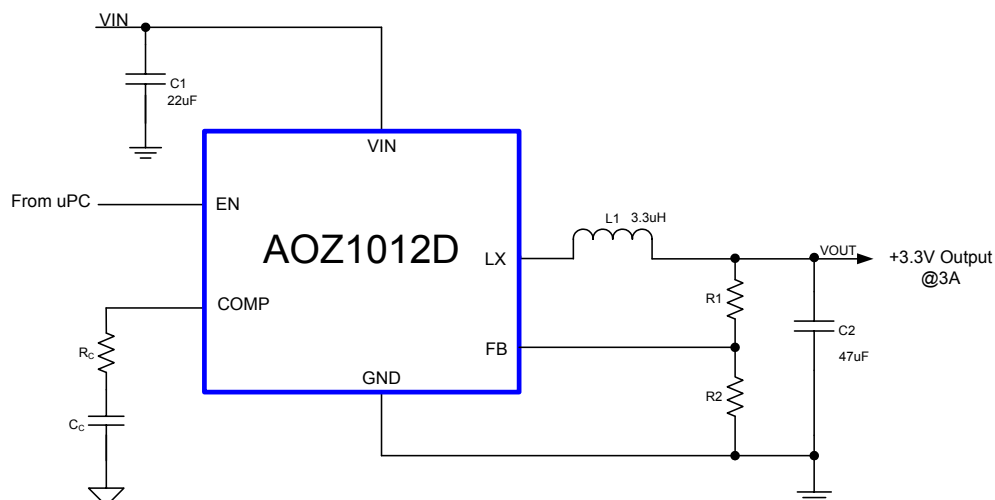 VIN
C1
22uF
VIN
From uPC
EN
AOZ1012D
LX
L1 3.3uH
VOUT
+3.3V Output
@3A
COMP
R1
C2
47uF
RC
FB
GND
R2
CC